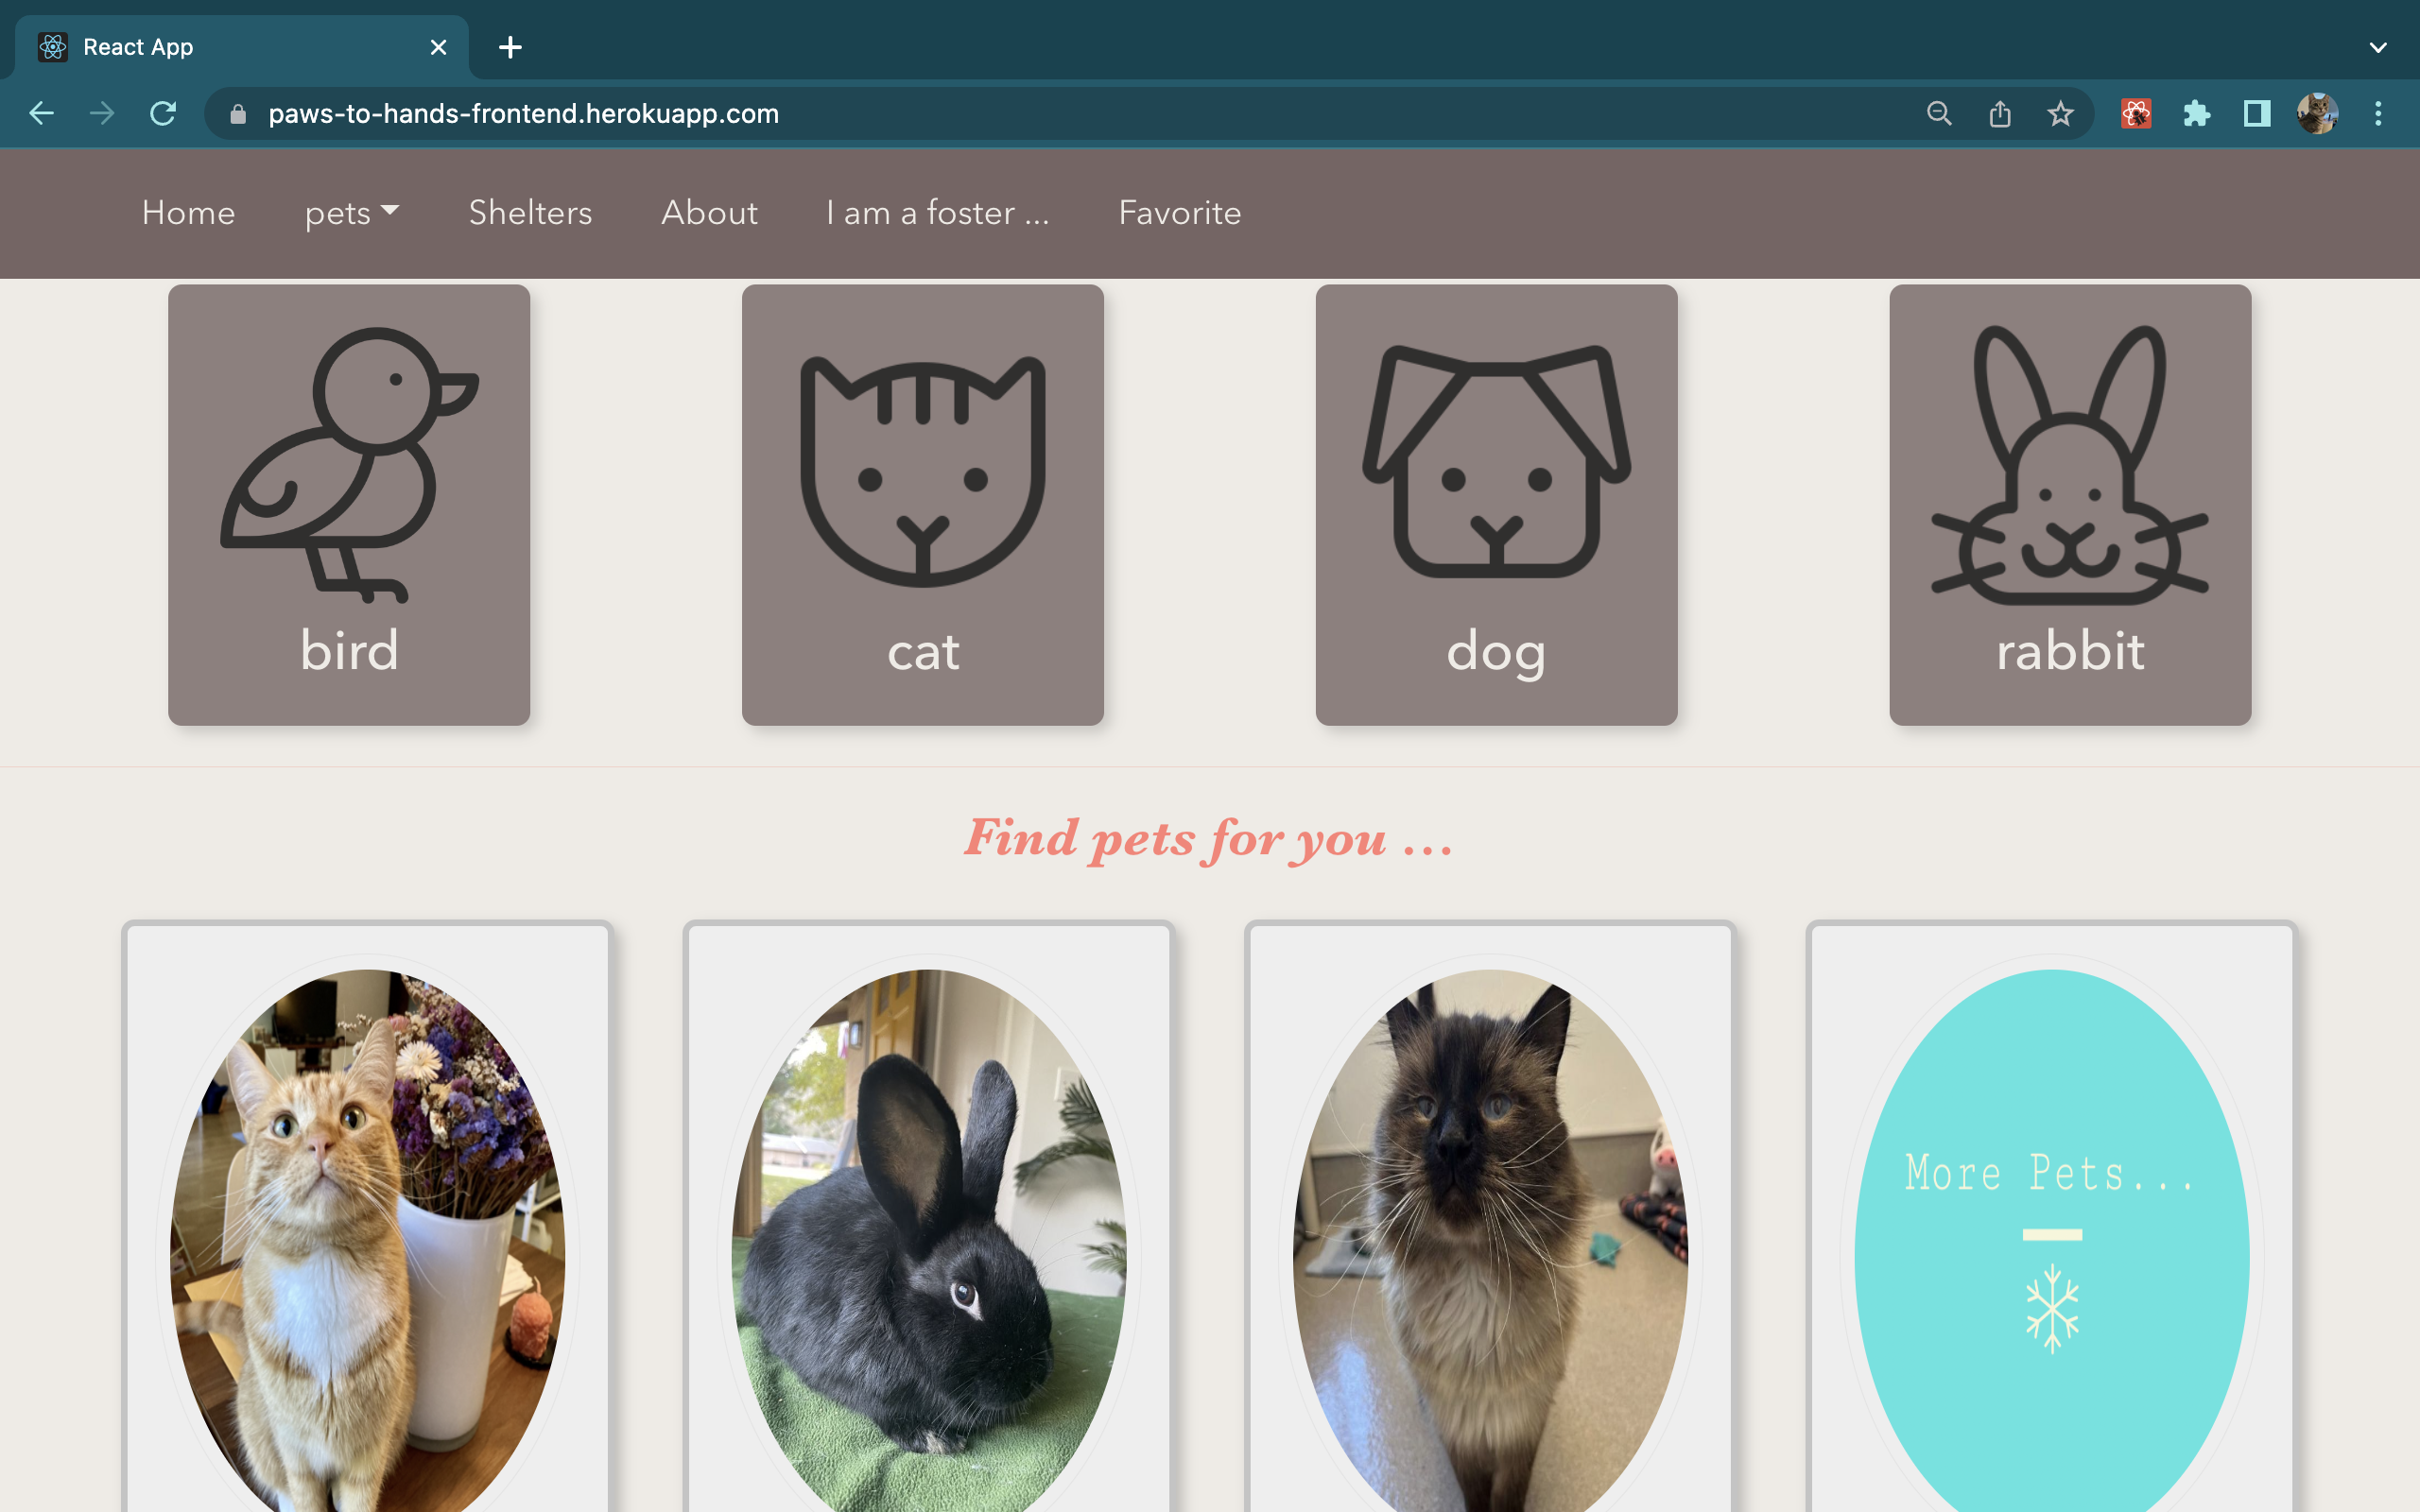 React App
paws-to-hands-frontend.herokuapp.com
Home pets Shelters About I am a foster ... Favorite
bird cat dog rabbit
Find pets for you ...
More Pets...